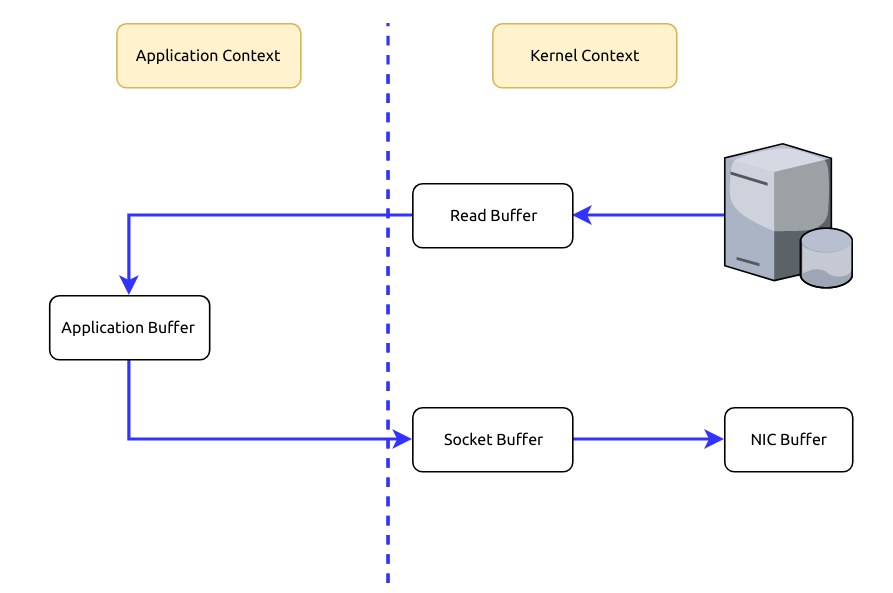 Application Context
Kernel Context
Read Buffer
Application Buffer
Socket Buffer
NIC Buffer